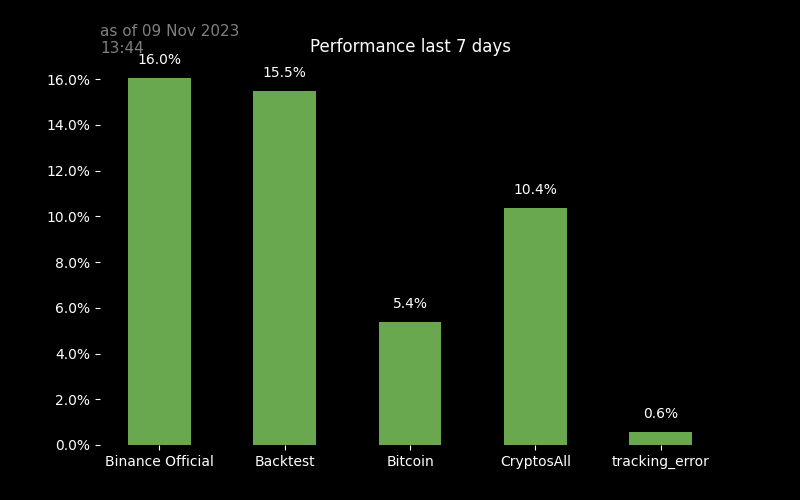 as of 09 Nov 2023
13:44
Performance last 7 days
16.0%
15.5%
5.4%
10.4%
0.6%
16.0%
14.0%
12.0%
10.0%
8.0%
6.0%
4.0%
2.0%
0.0%
Binance Official
Backtest
Bitcoin
CryptosAll
tracking_error